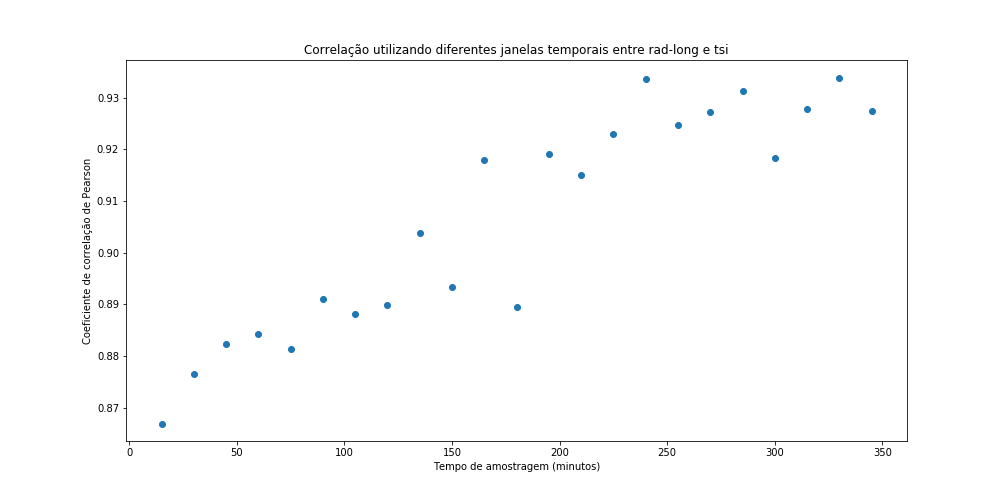 Correlação utilizando diferentes janelas temporais entre rad-long e tsi
Coeficiente de correlação de Pearson
0.93
0.92
0.91
0.90
0.89
0.88
0.87
0 50 100 150 200 250 300 350
Tempo de amostragem (minutos)